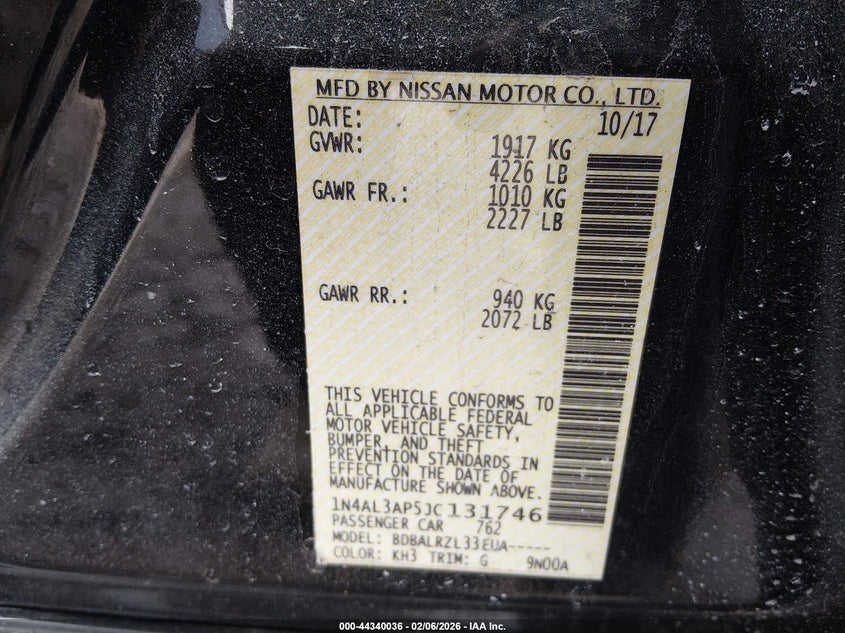 MFD BY NISSAN MOTOR CO., LTD.
DATE: 10/17
GVWR: 1917 KG
4226 LB
GAWR FR.: 1010 KG
2227 LB
GAWR RR.: 940 KG
2072 LB
THIS VEHICLE CONFORMS TO
ALL APPLICABLE FEDERAL
MOTOR VEHICLE SAFETY,
BUMPER, AND THEFT
PREVENTION STANDARDS IN
EFFECT ON THE DATE OF
MANUFACTURE SHOWN ABOVE.
1N4AL3AP5JC131746
PASSENGER CAR 762
MODEL: BDBALRZL33EUA-----
COLOR: KH3 TRIM: G 9N00A
000-44340036 - 02/06/2026 - IAA Inc.